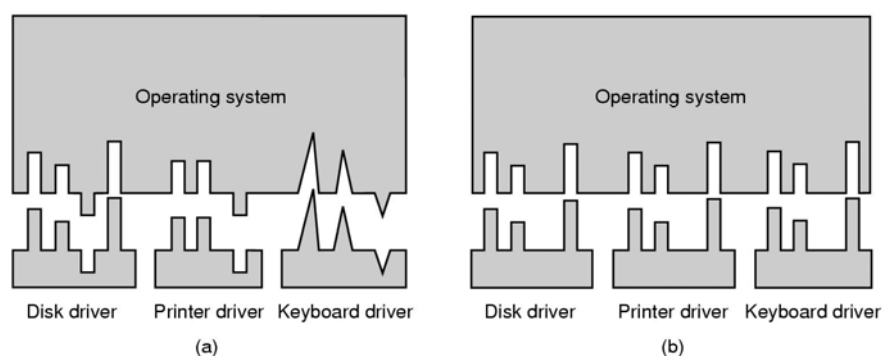 Operating system
Operating system
Disk driver
Printer driver
Keyboard driver
Disk driver
Printer driver
Keyboard driver
(a)
(b)